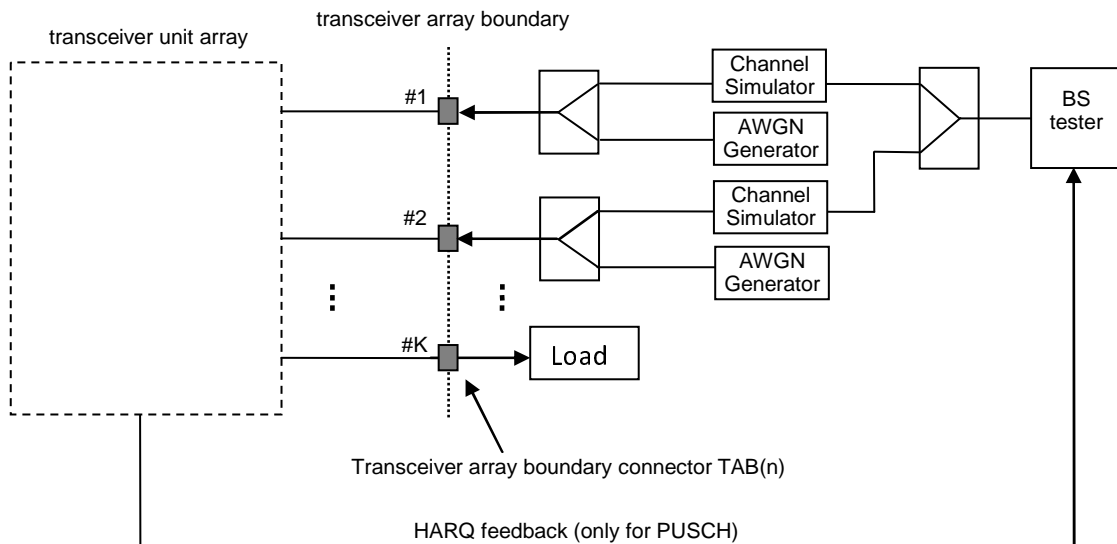 transceiver array boundary
transceiver unit array
#1
Channel
Simulator
AWGN
Generator
BS
tester
#2
Channel
Simulator
AWGN
Generator
#K
Load
Transceiver array boundary connector TAB(n)
HARQ feedback (only for PUSCH)